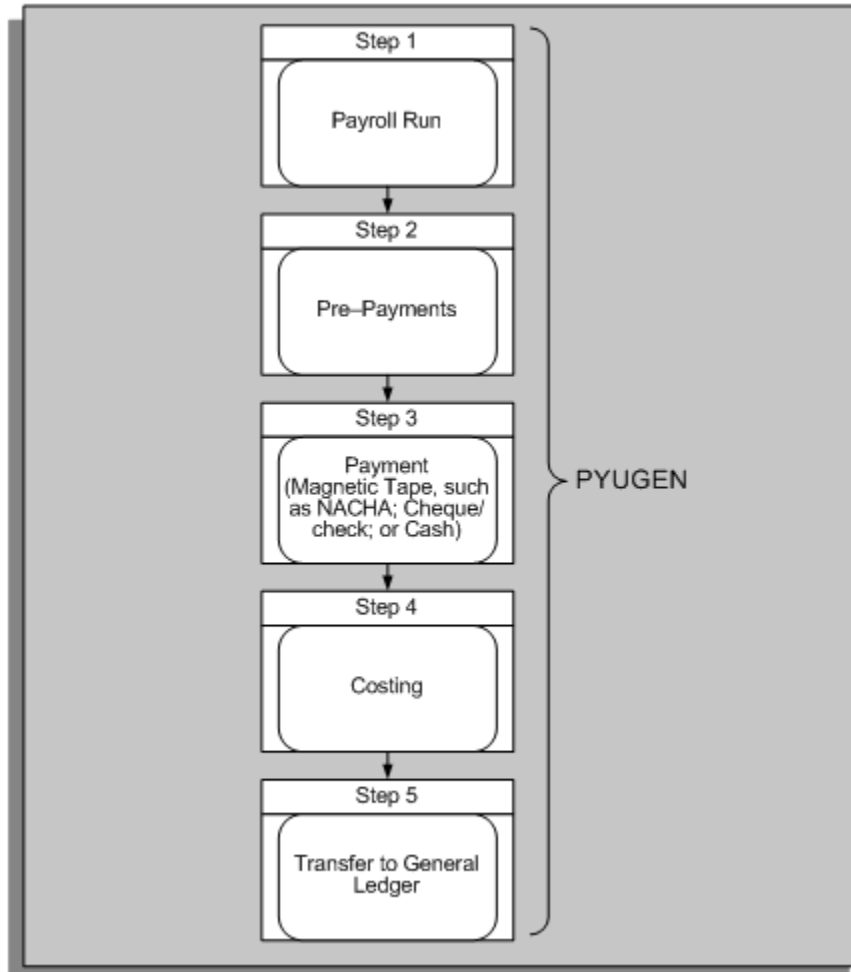 Step 1
Payroll Run
Step 2
Pre–Payments
Step 3
Payment
(Magnetic Tape, such
as NACHA; Cheque/
check; or Cash)
PYUGEN
Step 4
Costing
Step 5
Transfer to General
Ledger